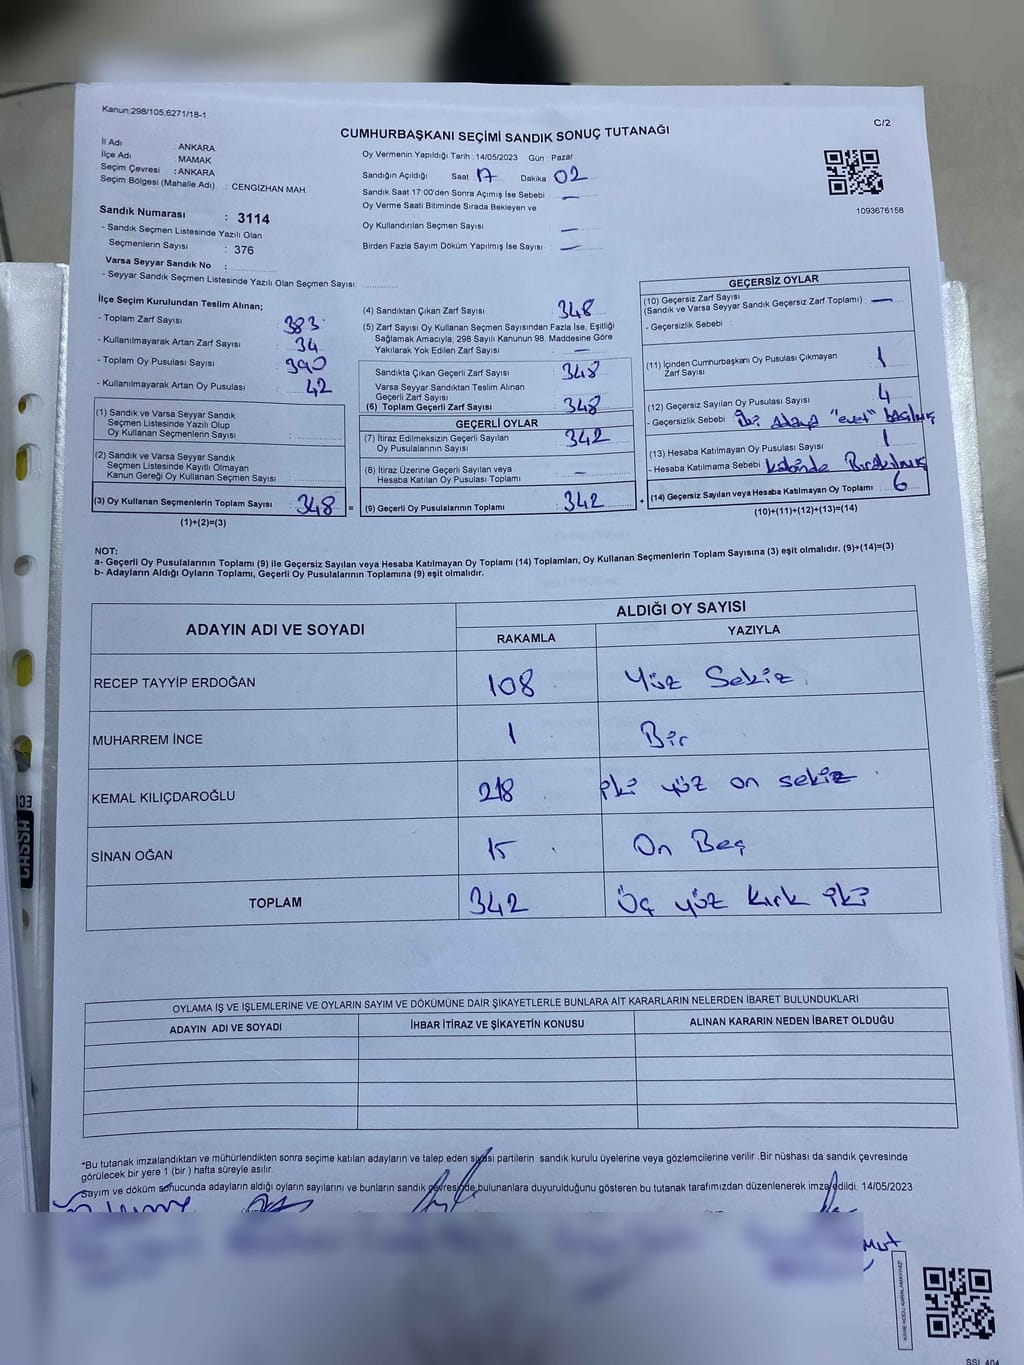 Kanun:298/105;6271/18-1
C/2
CUMHURBAŞKANI SEÇİMİ SANDIK SONUÇ TUTANAĞI
1093676158
İl Adı : ANKARA
İlçe Adı : MAMAK
Seçim Çevresi : ANKARA
Seçim Bölgesi (Mahalle Adı) : CENGİZHAN MAH.
Sandık Numarası : 3114
- Sandık Seçmen Listesinde Yazılı Olan
Seçmenlerin Sayısı : 376
Varsa Seyyar Sandık No :
- Seyyar Sandık Seçmen Listesinde Yazılı Olan Seçmen Sayısı:
Oy Vermenin Yapıldığı Tarih : 14/05/2023 Gün : Pazar
Sandığın Açıldığı Saat 17 Dakika 02
Sandık Saat 17:00'den Sonra Açımış İse Sebebi : —
Oy Verme Saati Bitiminde Sırada Bekleyen ve
Oy Kullandırılan Seçmen Sayısı —
Birden Fazla Sayım Döküm Yapılmış İse Sayısı : —
İlçe Seçim Kurulundan Teslim Alınan;
- Toplam Zarf Sayısı : 383
- Kullanılmayarak Artan Zarf Sayısı : 34
- Toplam Oy Pusulası Sayısı : 390
- Kullanılmayarak Artan Oy Pusulası : 42
(1) Sandık ve Varsa Seyyar Sandık
Seçmen Listesinde Yazılı Olup
Oy Kullanan Seçmenlerin Sayısı :
(2) Sandık ve Varsa Seyyar Sandık
Seçmen Listesinde Kayıtlı Olmayan
Kanun Gereği Oy Kullanan Seçmen Sayısı :
(3) Oy Kullanan Seçmenlerin Toplam Sayısı : 348 =
(1)+(2)=(3)
(4) Sandıktan Çıkan Zarf Sayısı : 348
(5) Zarf Sayısı Oy Kullanan Seçmen Sayısından Fazla İse, Eşitliği
Sağlamak Amacıyla; 298 Sayılı Kanunun 98. Maddesine Göre
Yakılarak Yok Edilen Zarf Sayısı : —
Sandıkta Çıkan Geçerli Zarf Sayısı : 348
Varsa Seyyar Sandıktan Teslim Alınan
Geçerli Zarf Sayısı :
(6) Toplam Geçerli Zarf Sayısı : 348
GEÇERLİ OYLAR
(7) İtiraz Edilmeksizin Geçerli Sayılan
Oy Pusulalarının Sayısı : 342
(8) İtiraz Üzerine Geçerli Sayılan veya
Hesaba Katılan Oy Pusulası Toplamı : —
(9) Geçerli Oy Pusulalarının Toplamı : 342 +
GEÇERSİZ OYLAR
(10) Geçersiz Zarf Sayısı
(Sandık ve Varsa Seyyar Sandık Geçersiz Zarf Toplamı) : —
- Geçersizlik Sebebi
(11) İçinden Cumhurbaşkanı Oy Pusulası Çıkmayan
Zarf Sayısı 1
(12) Geçersiz Sayılan Oy Pusulası Sayısı 4
- Geçersizlik Sebebi İki Adaya "evet" basılmış
(13) Hesaba Katılmayan Oy Pusulası Sayısı 1
- Hesaba Katılmama Sebebi kabinde Bırakılmış
(14) Geçersiz Sayılan veya Hesaba Katılmayan Oy Toplamı : 6
(10)+(11)+(12)+(13)=(14)
NOT:
a- Geçerli Oy Pusulalarının Toplamı (9) ile Geçersiz Sayılan veya Hesaba Katılmayan Oy Toplamı (14) Toplamları, Oy Kullanan Seçmenlerin Toplam Sayısına (3) eşit olmalıdır. (9)+(14)=(3)
b- Adayların Aldığı Oyların Toplamı, Geçerli Oy Pusulalarının Toplamına (9) eşit olmalıdır.
ADAYIN ADI VE SOYADI
ALDIĞI OY SAYISI
RAKAMLA YAZIYLA
RECEP TAYYİP ERDOĞAN 108 Yüz Sekiz
MUHARREM İNCE 1 Bir
KEMAL KILIÇDAROĞLU 218 iki yüz on sekiz
SİNAN OĞAN 15 On Beş
TOPLAM 342 Üç yüz kırk iki
OYLAMA İŞ VE İŞLEMLERİNE VE OYLARIN SAYIM VE DÖKÜMÜNE DAİR ŞİKAYETLERLE BUNLARA AİT KARARLARIN NELERDEN İBARET BULUNDUKLARI
ADAYIN ADI VE SOYADI İHBAR İTİRAZ VE ŞİKAYETİN KONUSU ALINAN KARARIN NEDEN İBARET OLDUĞU
*Bu tutanak imzalandıktan ve mühürlendikten sonra seçime katılan adayların ve talep eden siyasi partilerin sandık kurulu üyelerine veya gözlemcilerine verilir .Bir nüshası da sandık çevresinde
görülecek bir yere 1 (bir ) hafta süreyle asılır.
Sayım ve döküm sonucunda adayların aldığı oyların sayılarını ve bunların sandık çevresinde bulunanlara duyurulduğunu gösteren bu tutanak tarafımızdan düzenlenerek imza edildi. 14/05/2023
KARE KODU KARALAMAYINIZ!